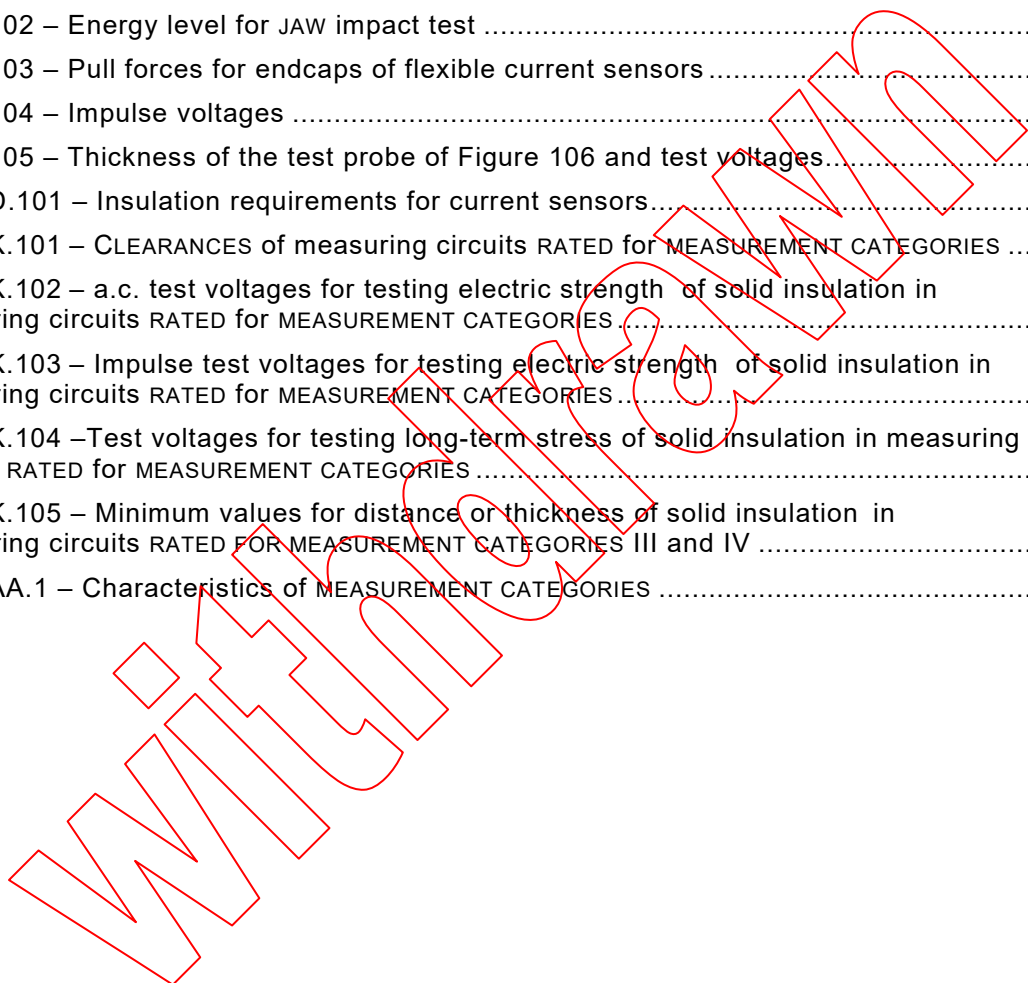 02 – Energy level for JAW impact test ....................................................................
03 – Pull forces for endcaps of flexible current sensors ........................................
04 – Impulse voltages ............................................................................................
05 – Thickness of the test probe of Figure 106 and test voltages..........................
D.101 – Insulation requirements for current sensors...............................................
K.101 – CLEARANCES of measuring circuits RATED for MEASUREMENT CATEGORIES ...
K.102 – a.c. test voltages for testing electric strength of solid insulation in
ring circuits RATED for MEASUREMENT CATEGORIES ....................................................
K.103 – Impulse test voltages for testing electric strength of solid insulation in
ring circuits RATED for MEASUREMENT CATEGORIES ....................................................
K.104 –Test voltages for testing long-term stress of solid insulation in measuring
RATED for MEASUREMENT CATEGORIES ......................................................................
K.105 – Minimum values for distance or thickness of solid insulation in
ring circuits RATED FOR MEASUREMENT CATEGORIES III and IV ..................................
AA.1 – Characteristics of MEASUREMENT CATEGORIES ..............................................
withdrawn